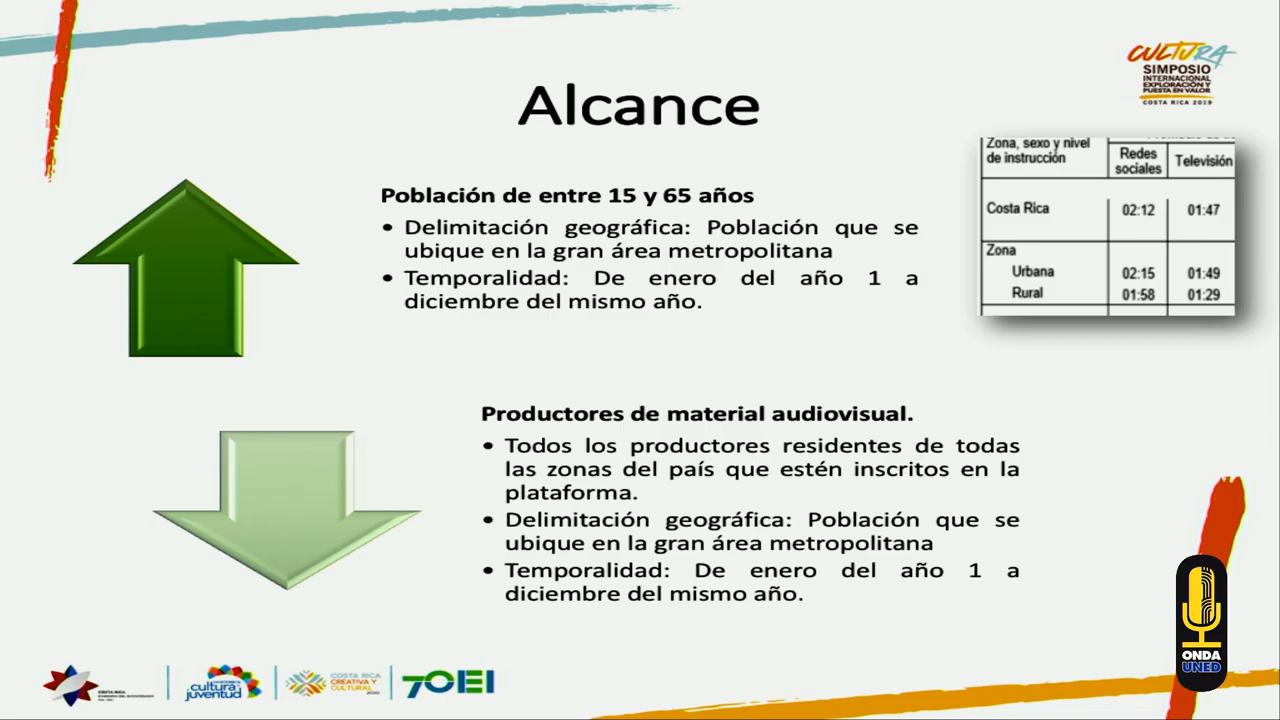 CULTURA
SIMPOSIO
INTERNACIONAL
EXPLORACIÓN Y
PUESTA EN VALOR
COSTA RICA 2019
Alcance
Zona, sexo y nivel
de instrucción
Redes
sociales
Televisión
Costa Rica 02:12 01:47
Zona
Urbana 02:15 01:49
Rural 01:58 01:29
Población de entre 15 y 65 años
• Delimitación geográfica: Población que se
ubique en la gran área metropolitana
• Temporalidad: De enero del año 1 a
diciembre del mismo año.
Productores de material audiovisual.
• Todos los productores residentes de todas
las zonas del país que estén inscritos en la
plataforma.
• Delimitación geográfica: Población que se
ubique en la gran área metropolitana
• Temporalidad: De enero del año 1 a
diciembre del mismo año.
COSTA RICA
cultura y
juventud
COSTA RICA
CREATIVA Y
CULTURAL
2030
70 OEI
ONDA
UNED